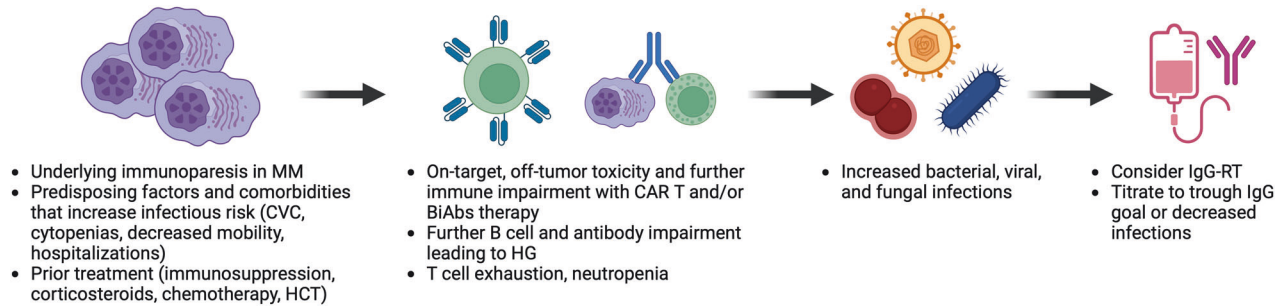 • Underlying immunoparesis in MM
• Predisposing factors and comorbidities
that increase infectious risk (CVC,
cytopenias, decreased mobility,
hospitalizations)
• Prior treatment (immunosuppression,
corticosteroids, chemotherapy, HCT)
• On-target, off-tumor toxicity and further
immune impairment with CAR T and/or
BiAbs therapy
• Further B cell and antibody impairment
leading to HG
• T cell exhaustion, neutropenia
• Increased bacterial, viral,
and fungal infections
• Consider IgG-RT
• Titrate to trough IgG
goal or decreased
infections